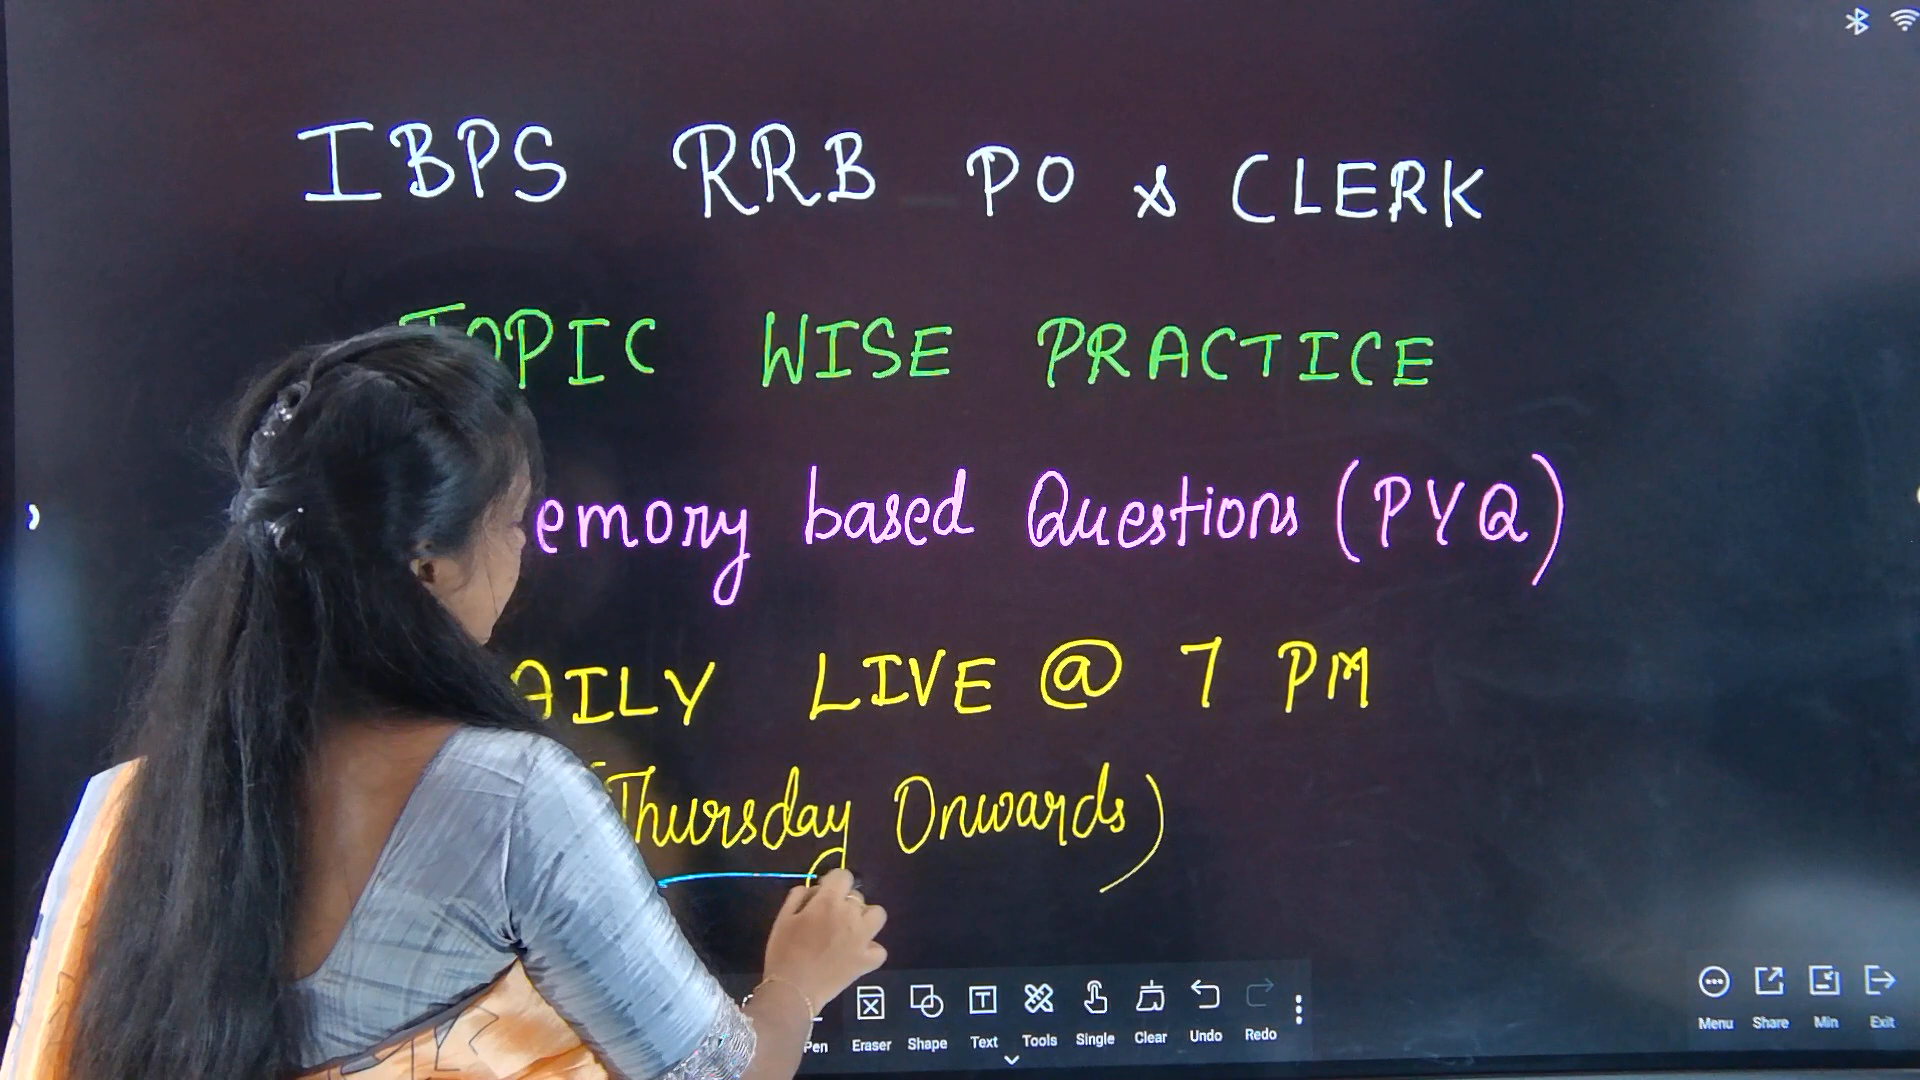 IBPS RRB PO & CLERK
TOPIC WISE PRACTICE
emory based Questions (PYQ)
AILY LIVE @ 7 PM
(Thursday Onwards)
Pen Eraser Shape Text Tools Single Clear Undo Redo
Menu Share Min Exit